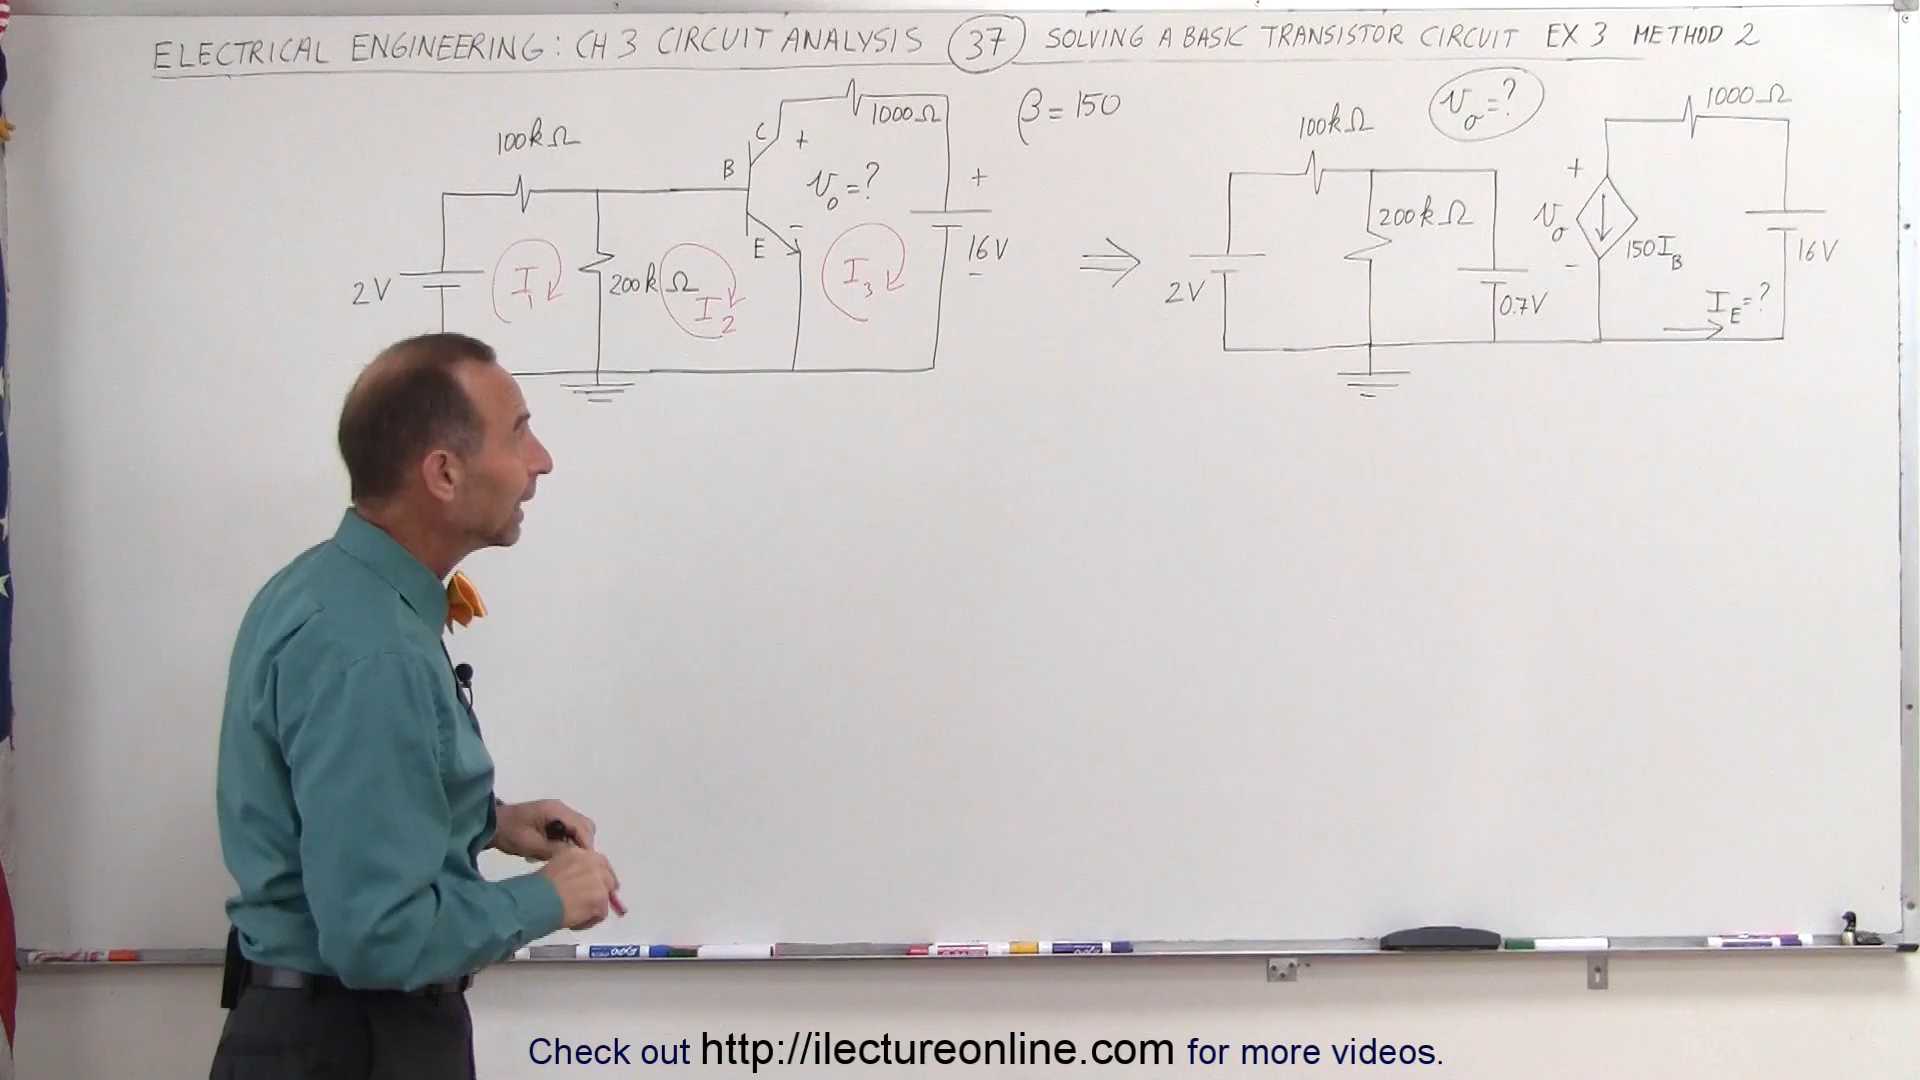 ELECTRICAL ENGINEERING: CH 3 CIRCUIT ANALYSIS 37 SOLVING A BASIC TRANSISTOR CIRCUIT EX 3 METHOD 2
100kΩ
B
C
E
+
-
1000Ω
v₀=?
+
16V
-
2V
I₁
200kΩ
I₂
I₃
β=150
⇒
100kΩ
v₀=?
1000Ω
200kΩ
2V
0.7V
+
v₀
-
150I_B
16V
I_E=?
Check out http://ilectureonline.com for more videos.